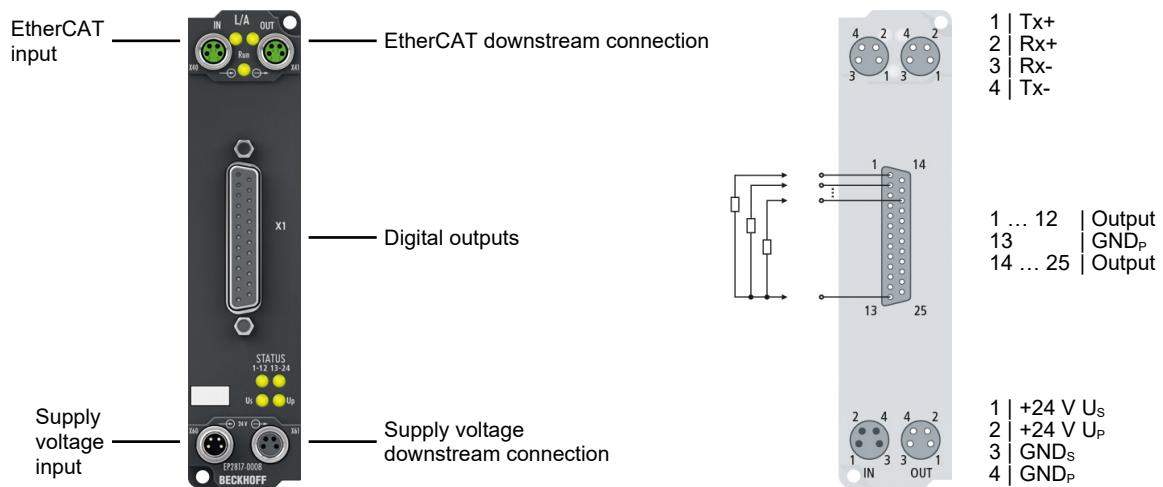 EtherCAT
input
EtherCAT downstream connection
Digital outputs
Supply
voltage
input
Supply voltage
downstream connection
L/A
IN OUT
Run
X40 X41
X1
STATUS
1-12 13-24
Us Up
24 V
X60 X61
EP2817-0008
BECKHOFF
4 2 4 2
3 1 3 1
1 14
13 25
2 4 4 2
1 3 3 1
IN OUT
1 | Tx+
2 | Rx+
3 | Rx-
4 | Tx-
1 … 12 | Output
13 | GNDP
14 … 25 | Output
1 | +24 V US
2 | +24 V UP
3 | GNDS
4 | GNDP